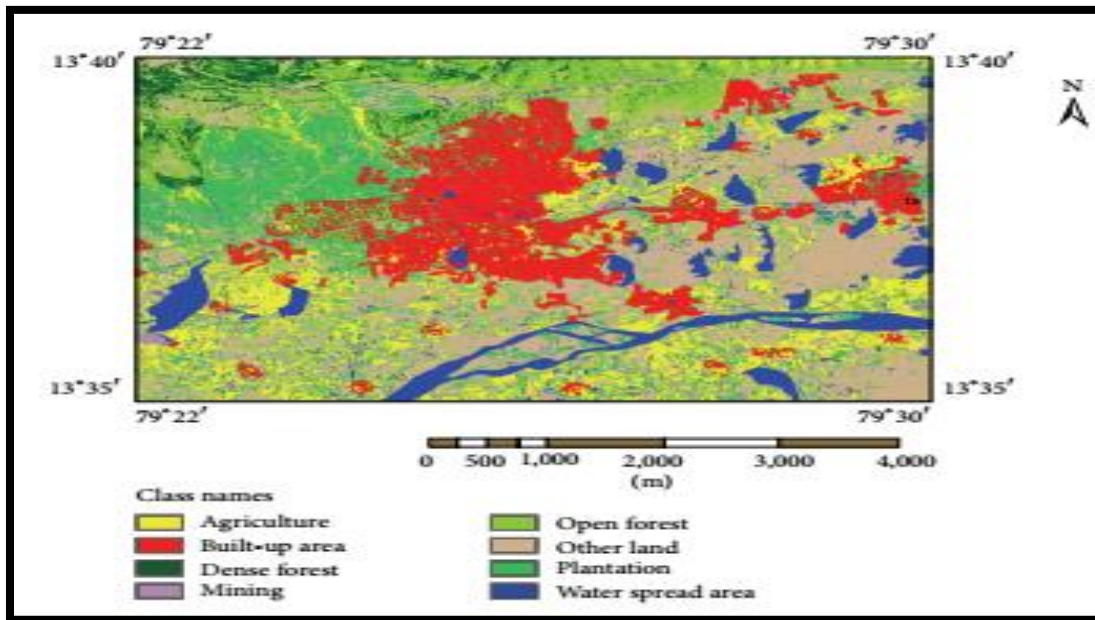 79°22′ 79°30′
13°40′ 13°40′
N
13°35′ 13°35′
79°22′ 79°30′
0 500 1,000 2,000 3,000 4,000
(m)
Class names
Agriculture Open forest
Built-up area Other land
Dense forest Plantation
Mining Water spread area